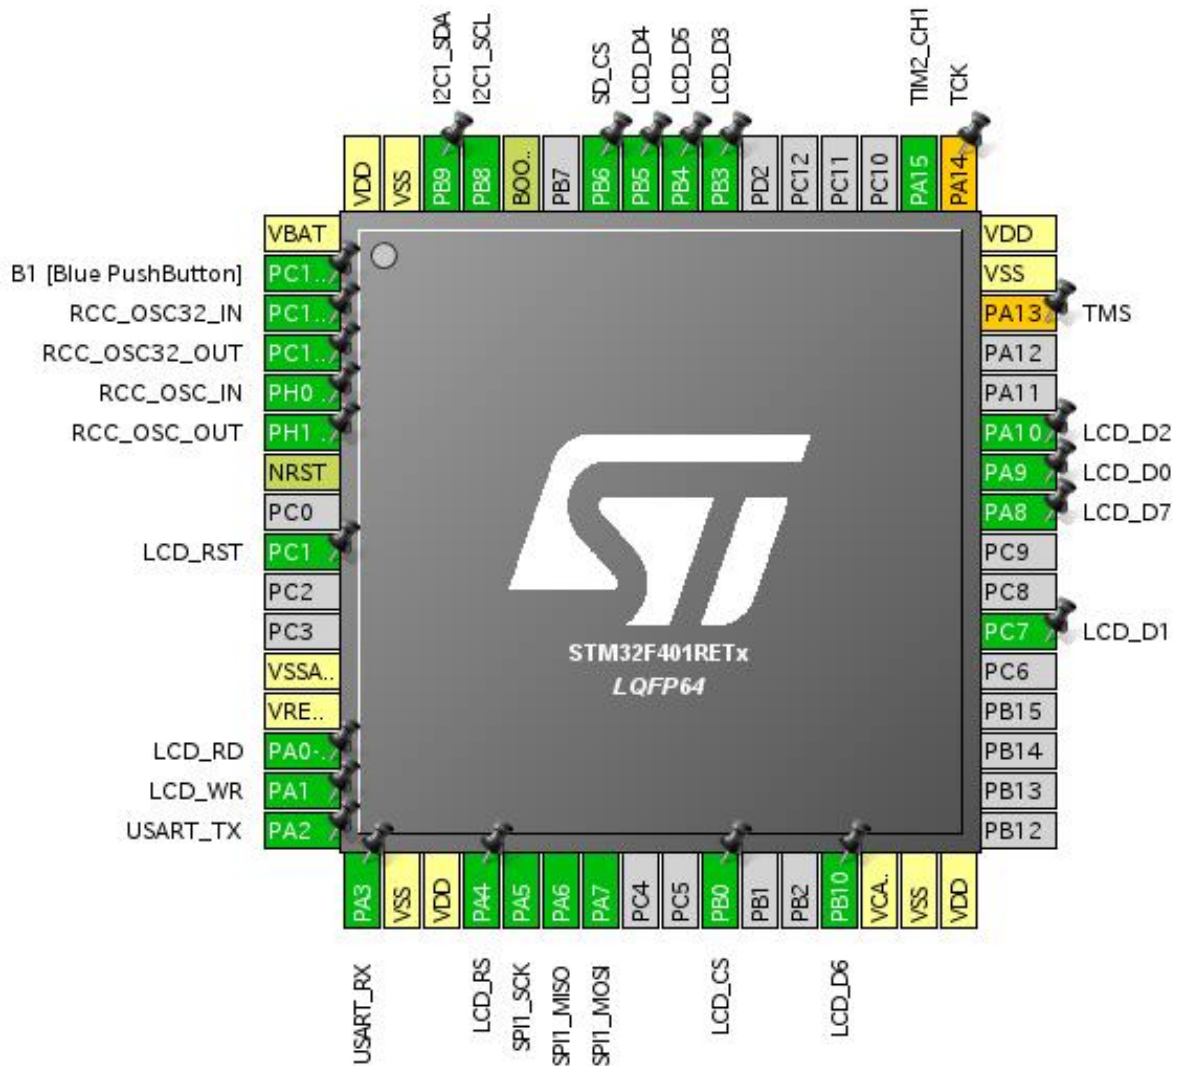 I2C1_SDA
I2C1_SCL
SD_CS
LCD_D4
LCD_D5
LCD_D3
TIM2_CH1
TCK
VDD
VSS
PB9
PB8
BOO..
PB7
PB6
PB5
PB4
PB3
PD2
PC12
PC11
PC10
PA15
PA14
VBAT
B1 [Blue PushButton] PC1..
RCC_OSC32_IN PC1..
RCC_OSC32_OUT PC1..
RCC_OSC_IN PH0 .
RCC_OSC_OUT PH1 .
NRST
PC0
LCD_RST PC1
PC2
PC3
VSSA..
VRE..
LCD_RD PA0-.
LCD_WR PA1
USART_TX PA2
STM32F401RETx
LQFP64
VDD
VSS
PA13 TMS
PA12
PA11
PA10 LCD_D2
PA9 LCD_D0
PA8 LCD_D7
PC9
PC8
PC7 LCD_D1
PC6
PB15
PB14
PB13
PB12
PA3
VSS
VDD
PA4
PA5
PA6
PA7
PC4
PC5
PB0
PB1
PB2
PB10
VCA.
VSS
VDD
USART_RX
LCD_RS
SPI1_SCK
SPI1_MISO
SPI1_MOSI
LCD_CS
LCD_D6